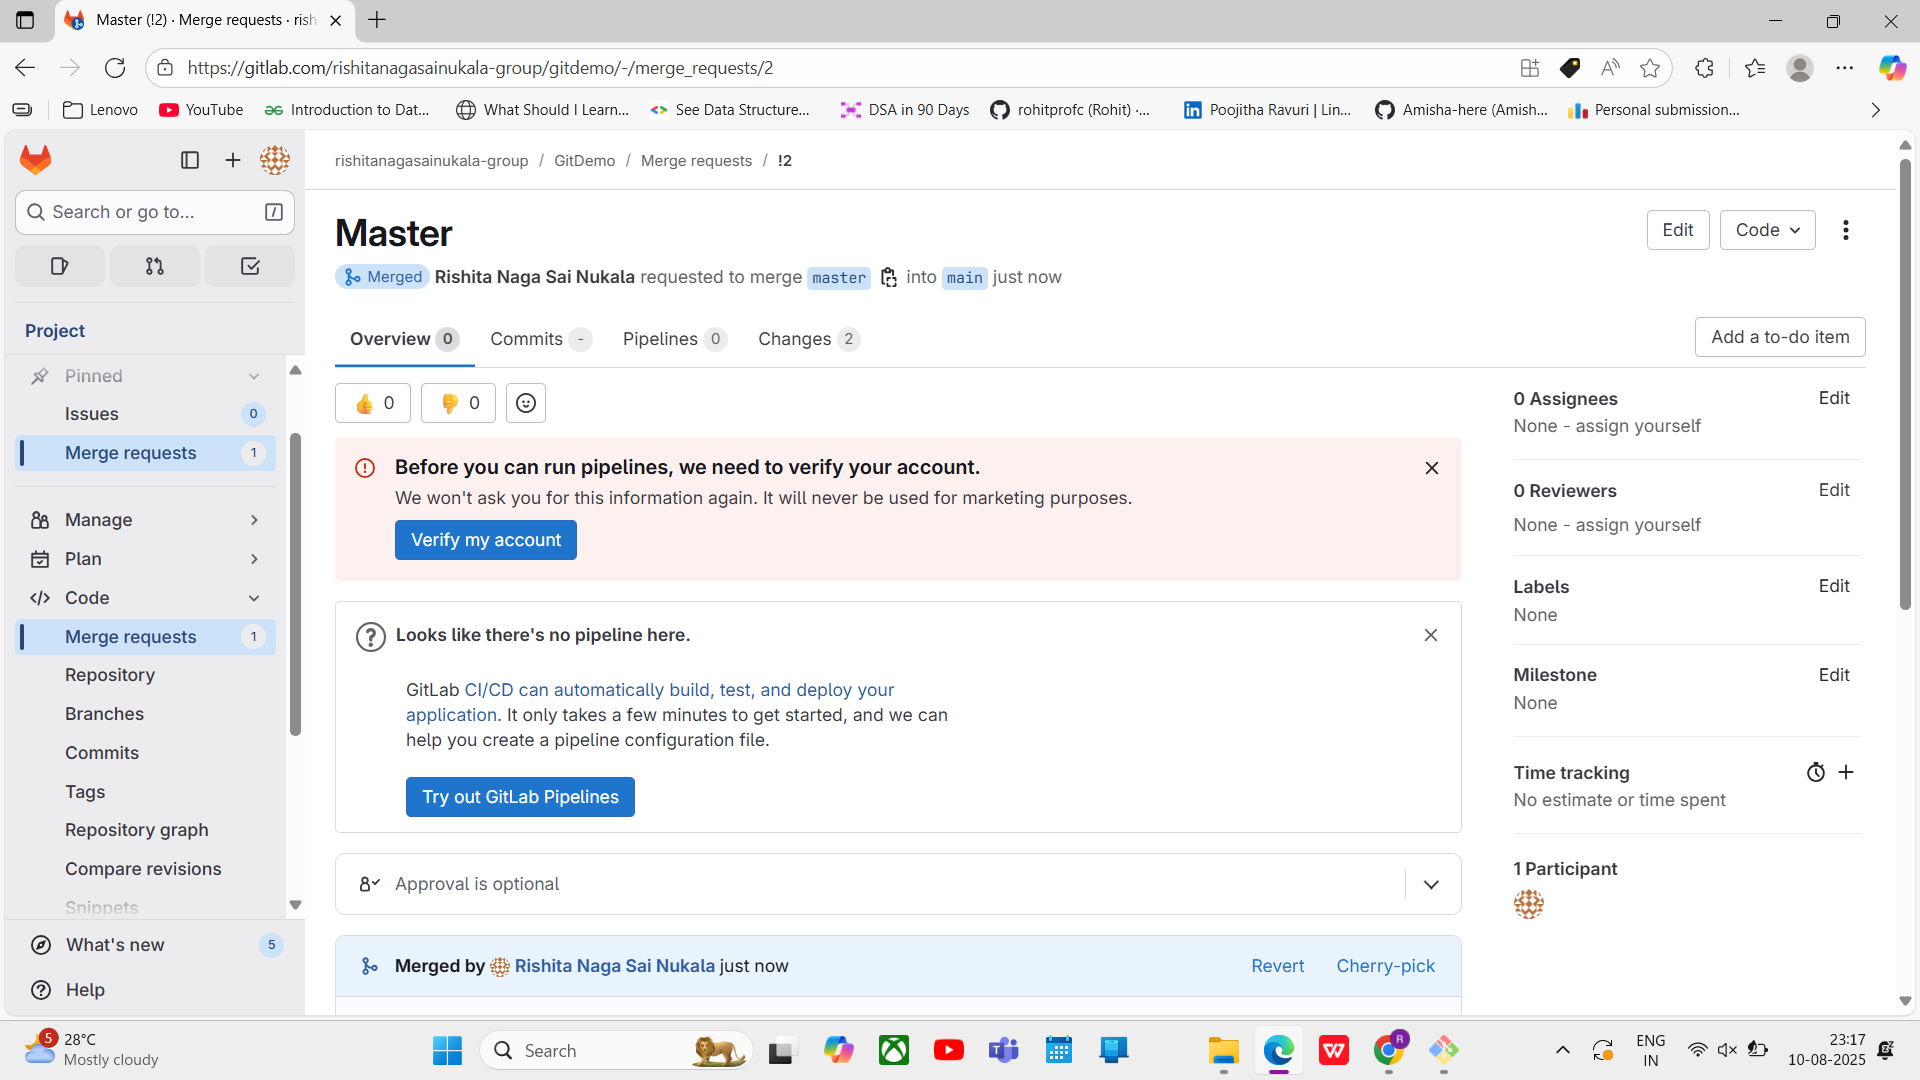 Master (!2) · Merge requests · rish
https://gitlab.com/rishitanagasainukala-group/gitdemo/-/merge_requests/2
Lenovo
YouTube
Introduction to Dat...
What Should I Learn...
See Data Structure...
DSA in 90 Days
rohitprofc (Rohit) ·...
Poojitha Ravuri | Lin...
Amisha-here (Amish...
Personal submission...
rishitanagasainukala-group / GitDemo / Merge requests / !2
Search or go to... /
Project
Pinned
Issues 0
Merge requests 1
Manage
Plan
Code
Merge requests 1
Repository
Branches
Commits
Tags
Repository graph
Compare revisions
Snippets
What's new 5
Help
Master
Edit
Code
Merged Rishita Naga Sai Nukala requested to merge master into main just now
Overview 0 Commits - Pipelines 0 Changes 2
Add a to-do item
👍 0 👎 0
Before you can run pipelines, we need to verify your account.
We won't ask you for this information again. It will never be used for marketing purposes.
Verify my account
Looks like there's no pipeline here.
GitLab CI/CD can automatically build, test, and deploy your
application. It only takes a few minutes to get started, and we can
help you create a pipeline configuration file.
Try out GitLab Pipelines
Approval is optional
Merged by Rishita Naga Sai Nukala just now
Revert Cherry-pick
0 Assignees Edit
None - assign yourself
0 Reviewers Edit
None - assign yourself
Labels Edit
None
Milestone Edit
None
Time tracking
No estimate or time spent
1 Participant
5
28°C
Mostly cloudy
Search
R
ENG
IN
23:17
10-08-2025